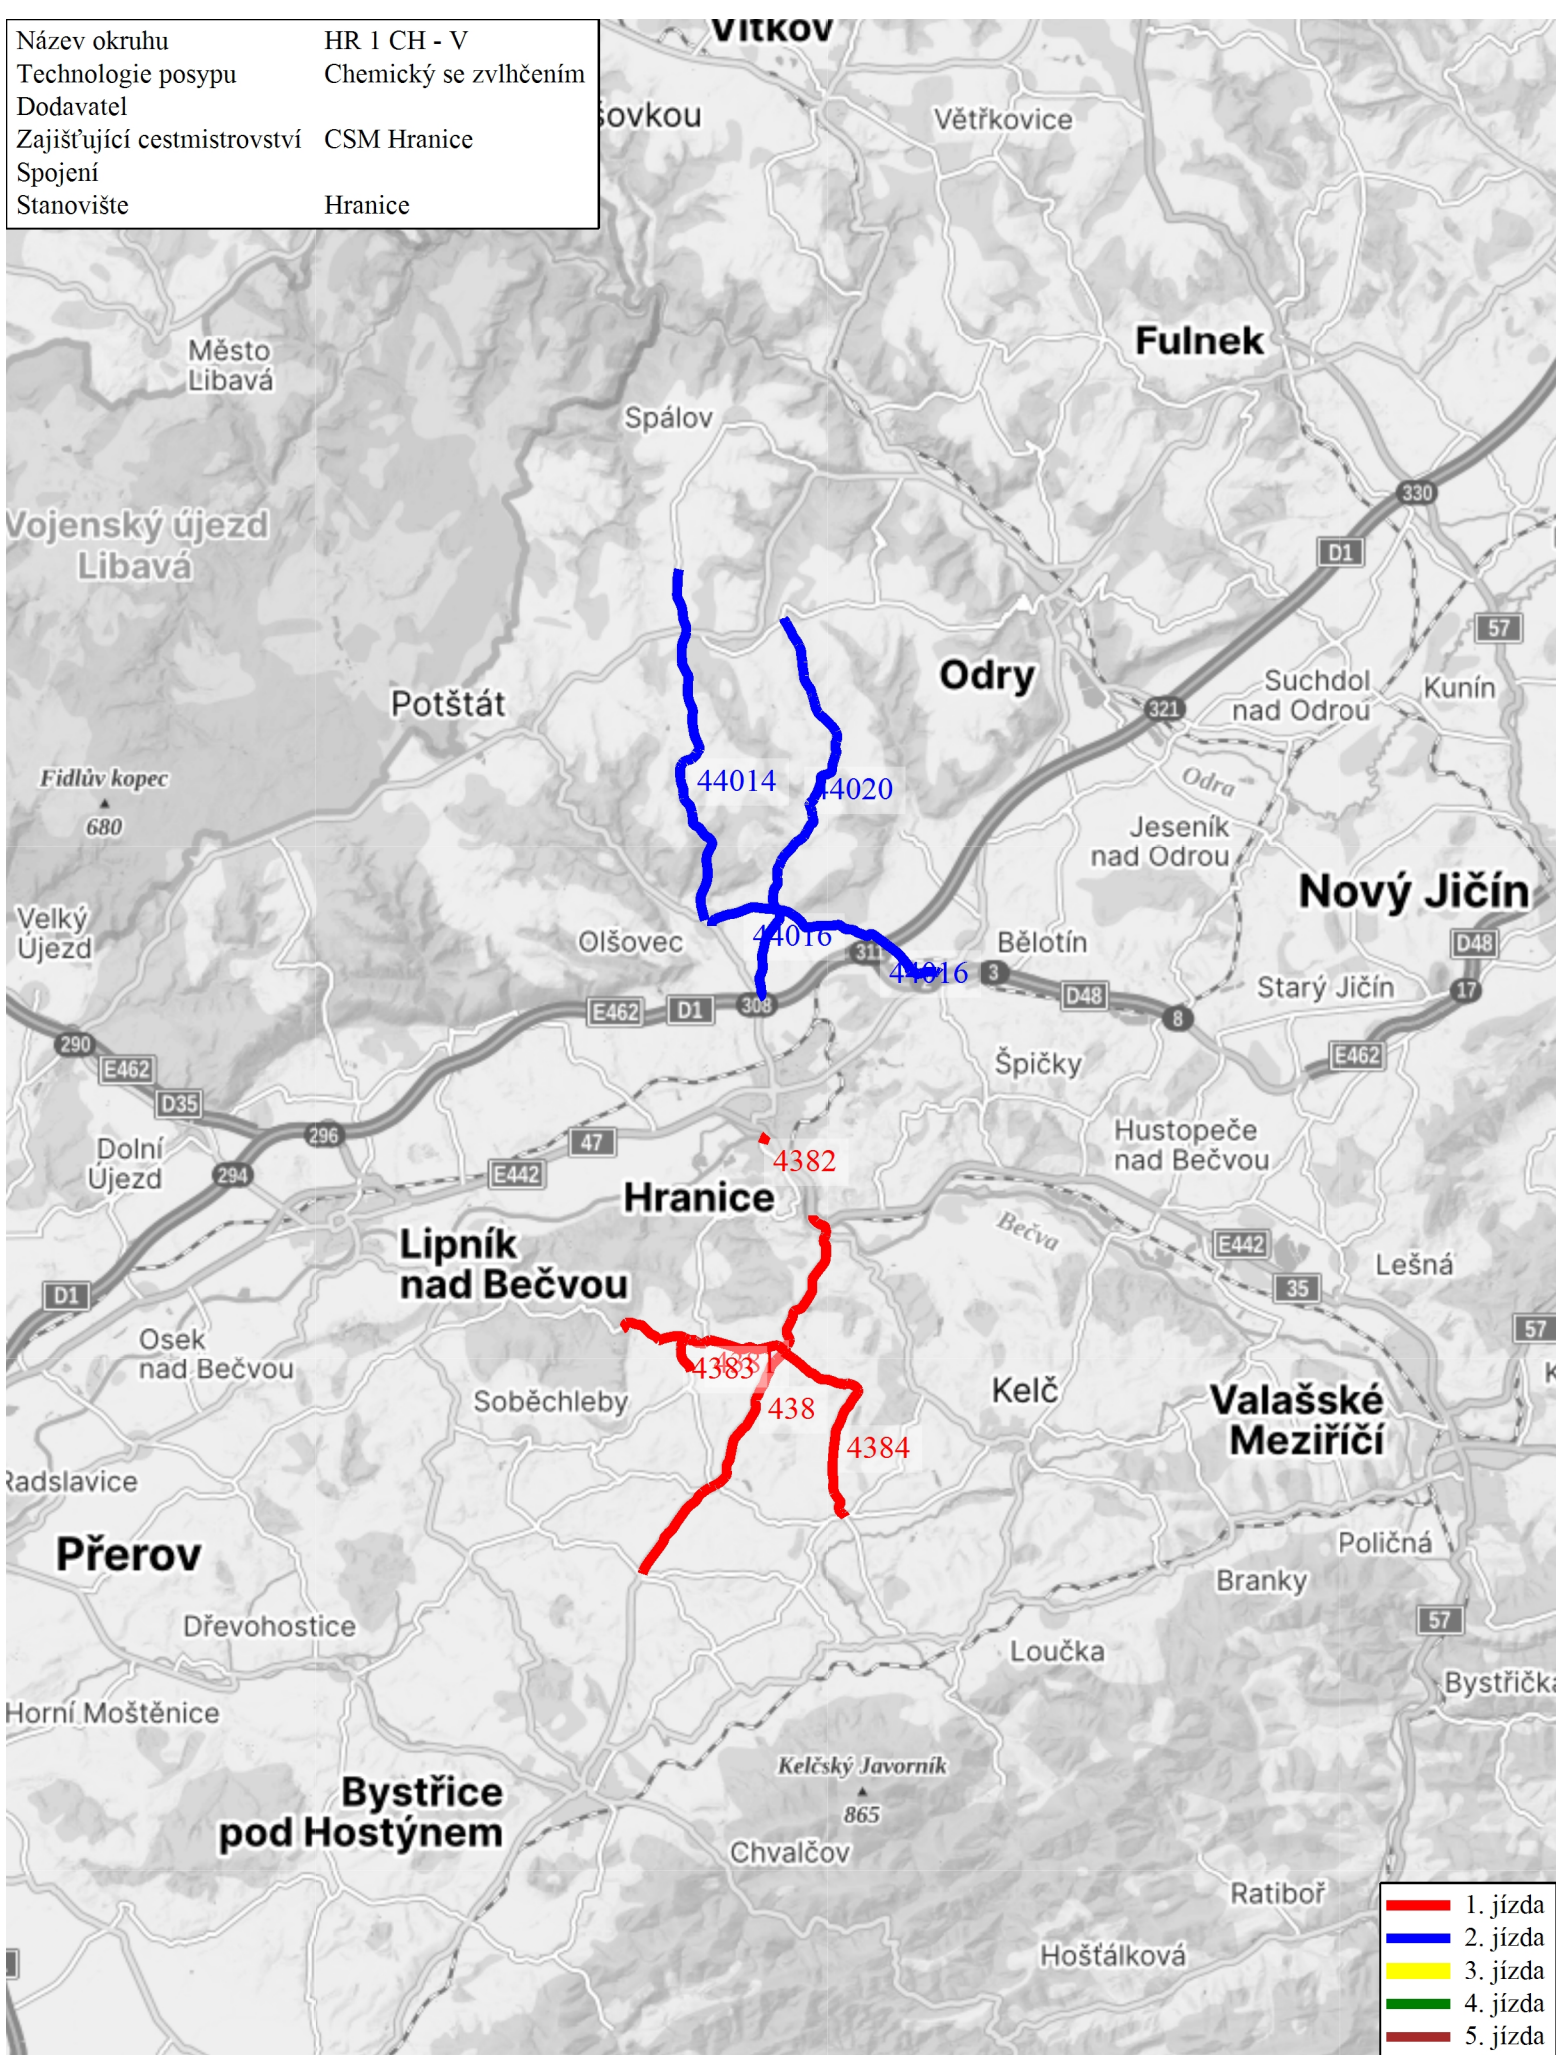 Název okruhu HR 1 CH - V
Technologie posypu Chemický se zvlhčením
Dodavatel
Zajišťující cestmistrovství CSM Hranice
Spojení
Stanoviště Hranice
Vítkov
šovkou
Větřkovice
Fulnek
Město
Libavá
Spálov
330
Vojenský újezd
Libavá
D1
57
Odry
Suchdol
nad Odrou
Kunín
Potštát
321
Fidlův kopec
680
44014
44020
Odra
Jeseník
nad Odrou
Nový Jičín
Velký
Újezd
Olšovec
44016
311
Bělotín
D48
44016
3
D48
Starý Jičín
17
E462
D1
308
8
290
E462
Špičky
E462
D35
296
47
4382
Hustopeče
nad Bečvou
Dolní
Újezd
294
E442
Hranice
Bečva
Lipník
nad Bečvou
E442
Lešná
D1
35
57
Osek
nad Bečvou
4383
4381
Soběchleby
438
Kelč
Valašské
Meziříčí
4384
Radslavice
Přerov
Poličná
Branky
Dřevohostice
57
Loučka
Bystřička
Horní Moštěnice
Kelčský Javorník
865
Bystřice
pod Hostýnem
Chvalčov
Ratiboř
Hošťálková
1. jízda
2. jízda
3. jízda
4. jízda
5. jízda